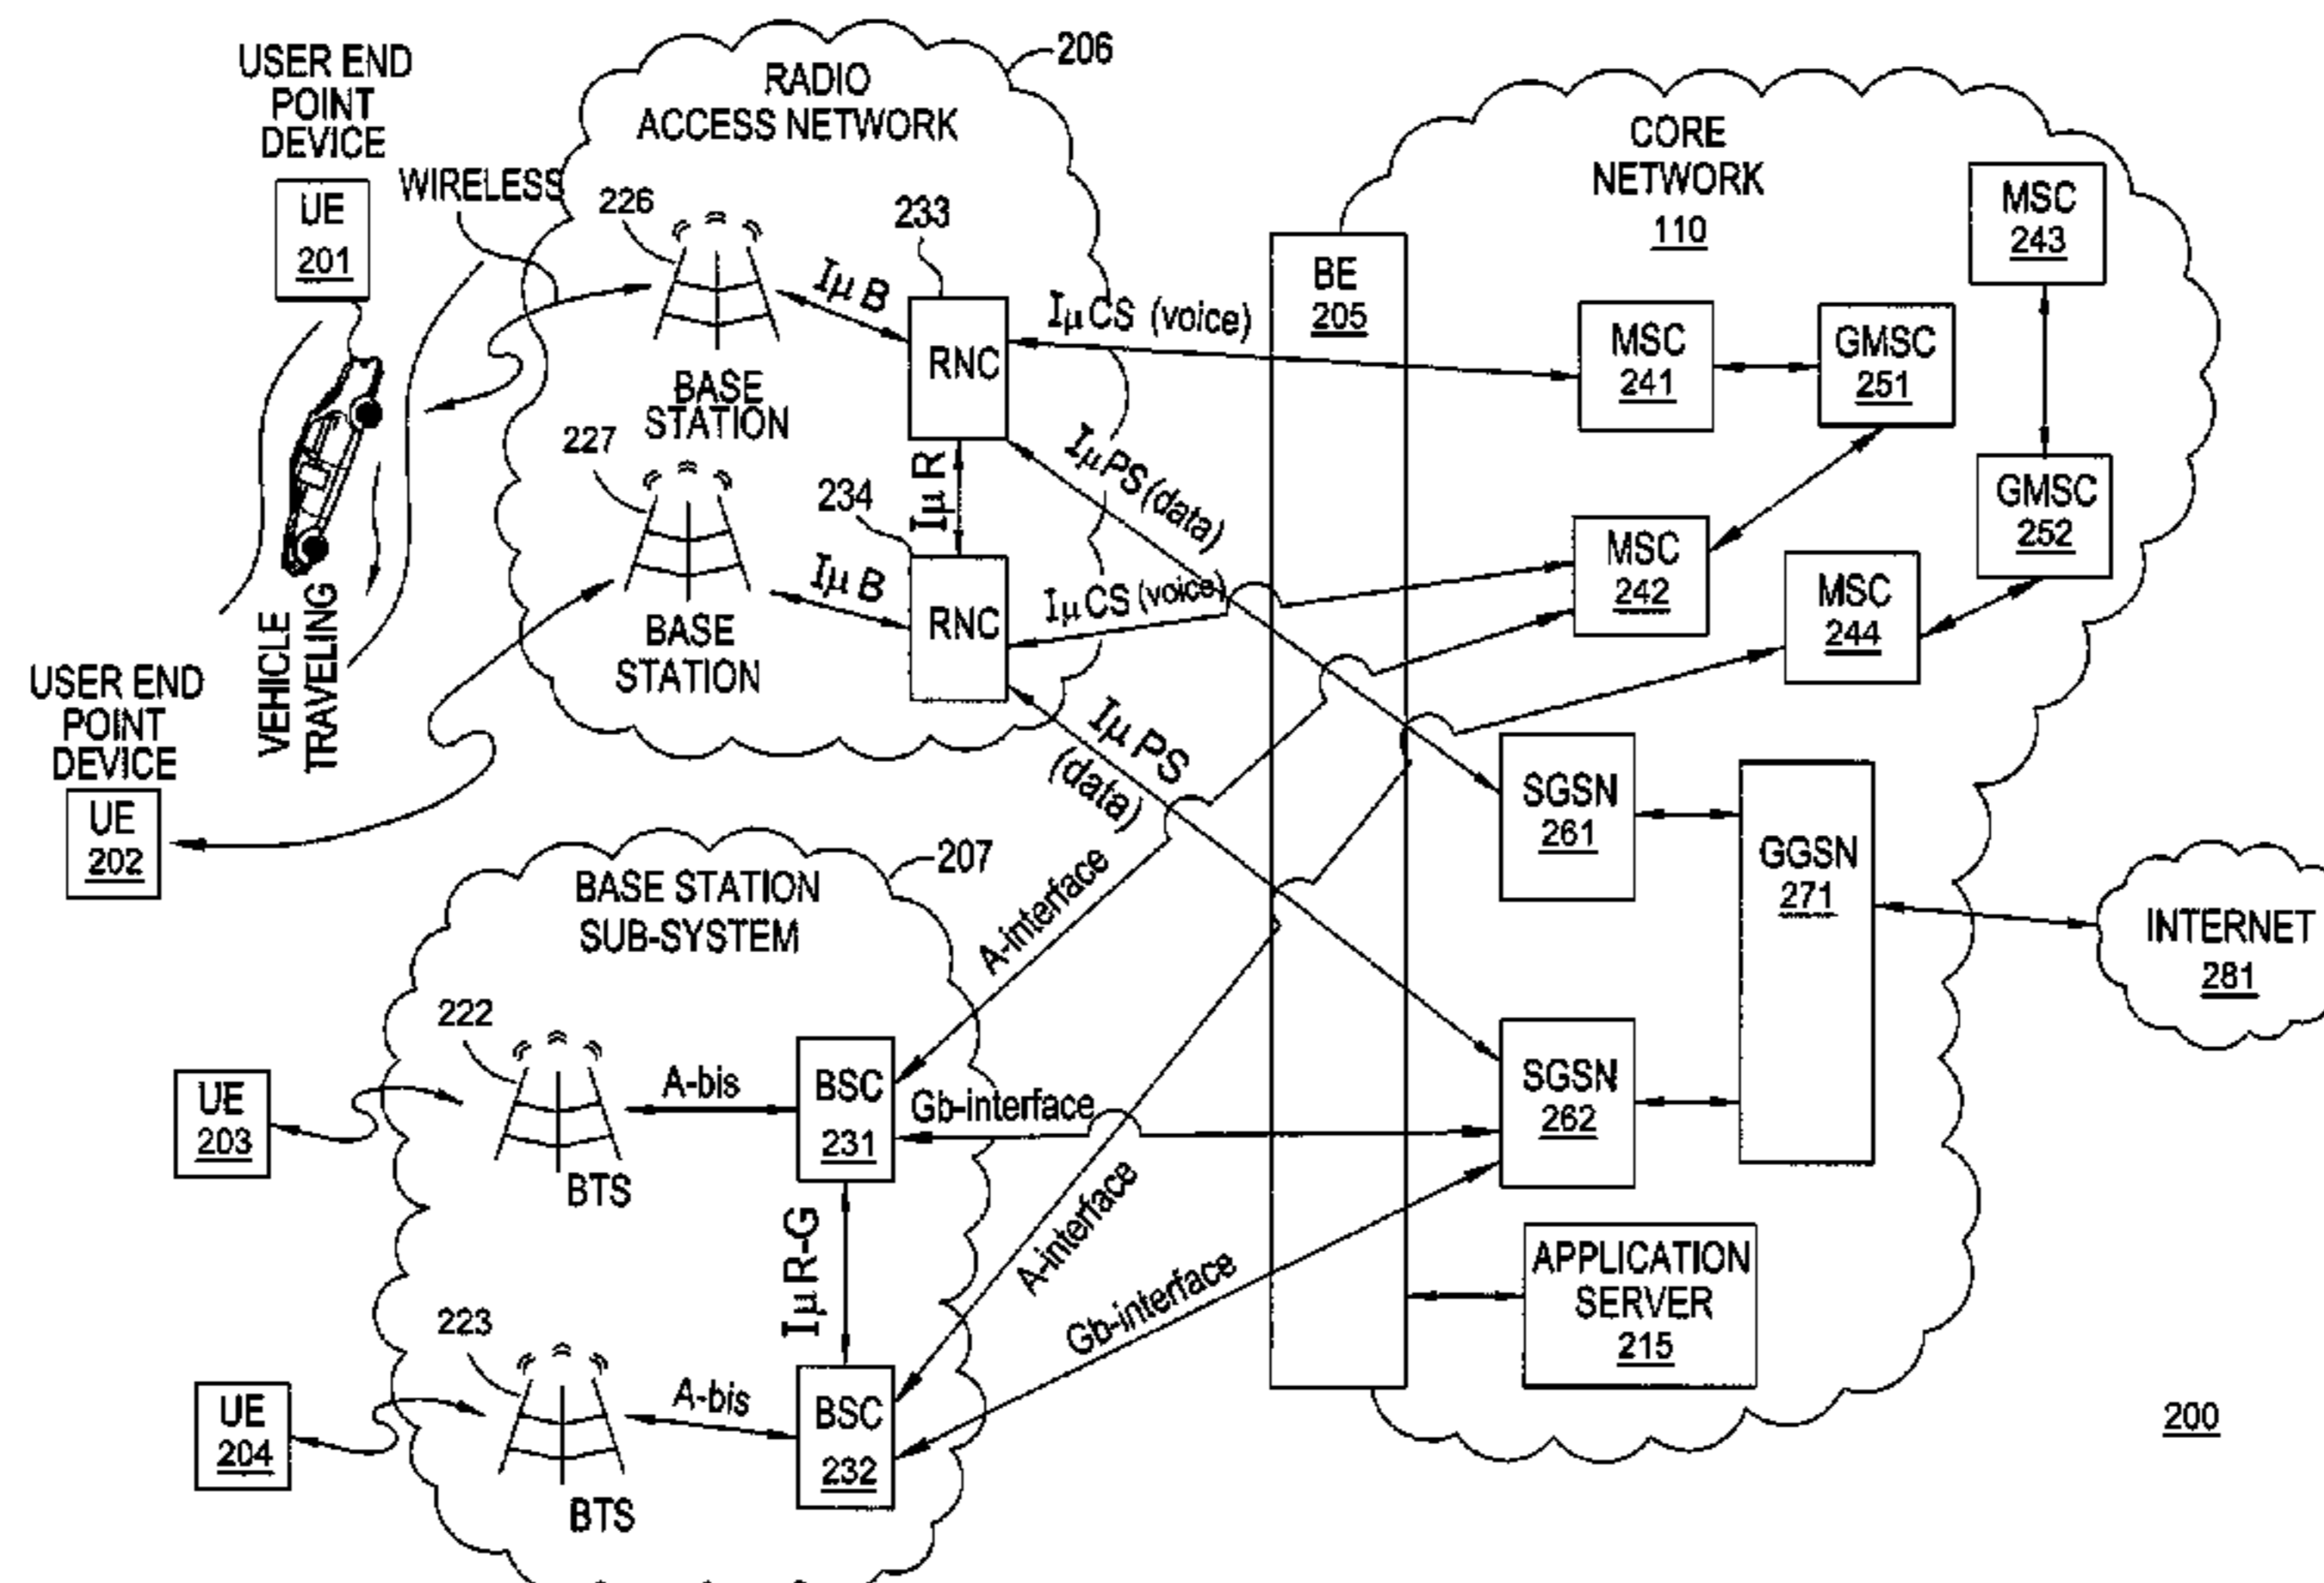 USER END
POINT
DEVICE
UE
201
WIRELESS
VEHICLE
TRAVELING
USER END
POINT
DEVICE
UE
202
206
RADIO
ACCESS NETWORK
226
BASE
STATION
227
BASE
STATION
IμB
IμB
233
RNC
IμR
234
RNC
IμCS (voice)
IμPS (data)
IμCS (voice)
IμPS
(data)
207
BASE STATION
SUB-SYSTEM
UE
203
222
BTS
A-bis
BSC
231
IμR-G
UE
204
223
BTS
A-bis
BSC
232
A-interface
Gb-interface
A-interface
Gb-interface
BE
205
CORE
NETWORK
110
MSC
243
MSC
241
GMSC
251
GMSC
252
MSC
242
MSC
244
SGSN
261
GGSN
271
SGSN
262
APPLICATION
SERVER
215
INTERNET
281
200